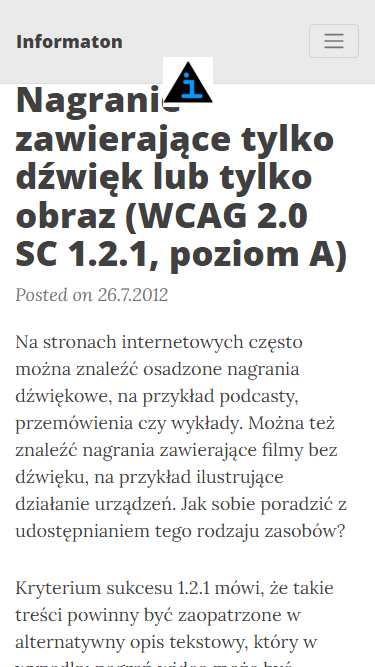 Informaton
Nagranie
zawierające tylko
dźwięk lub tylko
obraz (WCAG 2.0
SC 1.2.1, poziom A)
Posted on 26.7.2012
Na stronach internetowych często
można znaleźć osadzone nagrania
dźwiękowe, na przykład podcasty,
przemówienia czy wykłady. Można też
znaleźć nagrania zawierające filmy bez
dźwięku, na przykład ilustrujące
działanie urządzeń. Jak sobie poradzić z
udostępnianiem tego rodzaju zasobów?
Kryterium sukcesu 1.2.1 mówi, że takie
treści powinny być zaopatrzone w
alternatywny opis tekstowy, który w